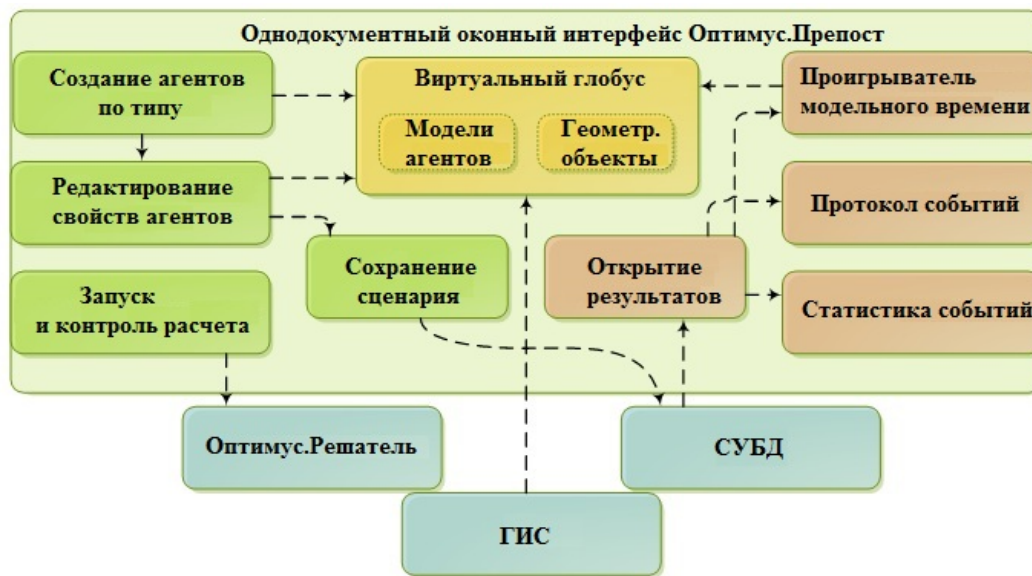 Однодокументный оконный интерфейс Оптимус.Препост
Создание агентов
по типу
Виртуальный глобус
Модели
агентов
Геометр.
объекты
Проигрыватель
модельного времени
Редактирование
свойств агентов
Протокол событий
Сохранение
сценария
Открытие
результатов
Запуск
и контроль расчета
Статистика событий
Оптимус.Решатель
СУБД
ГИС